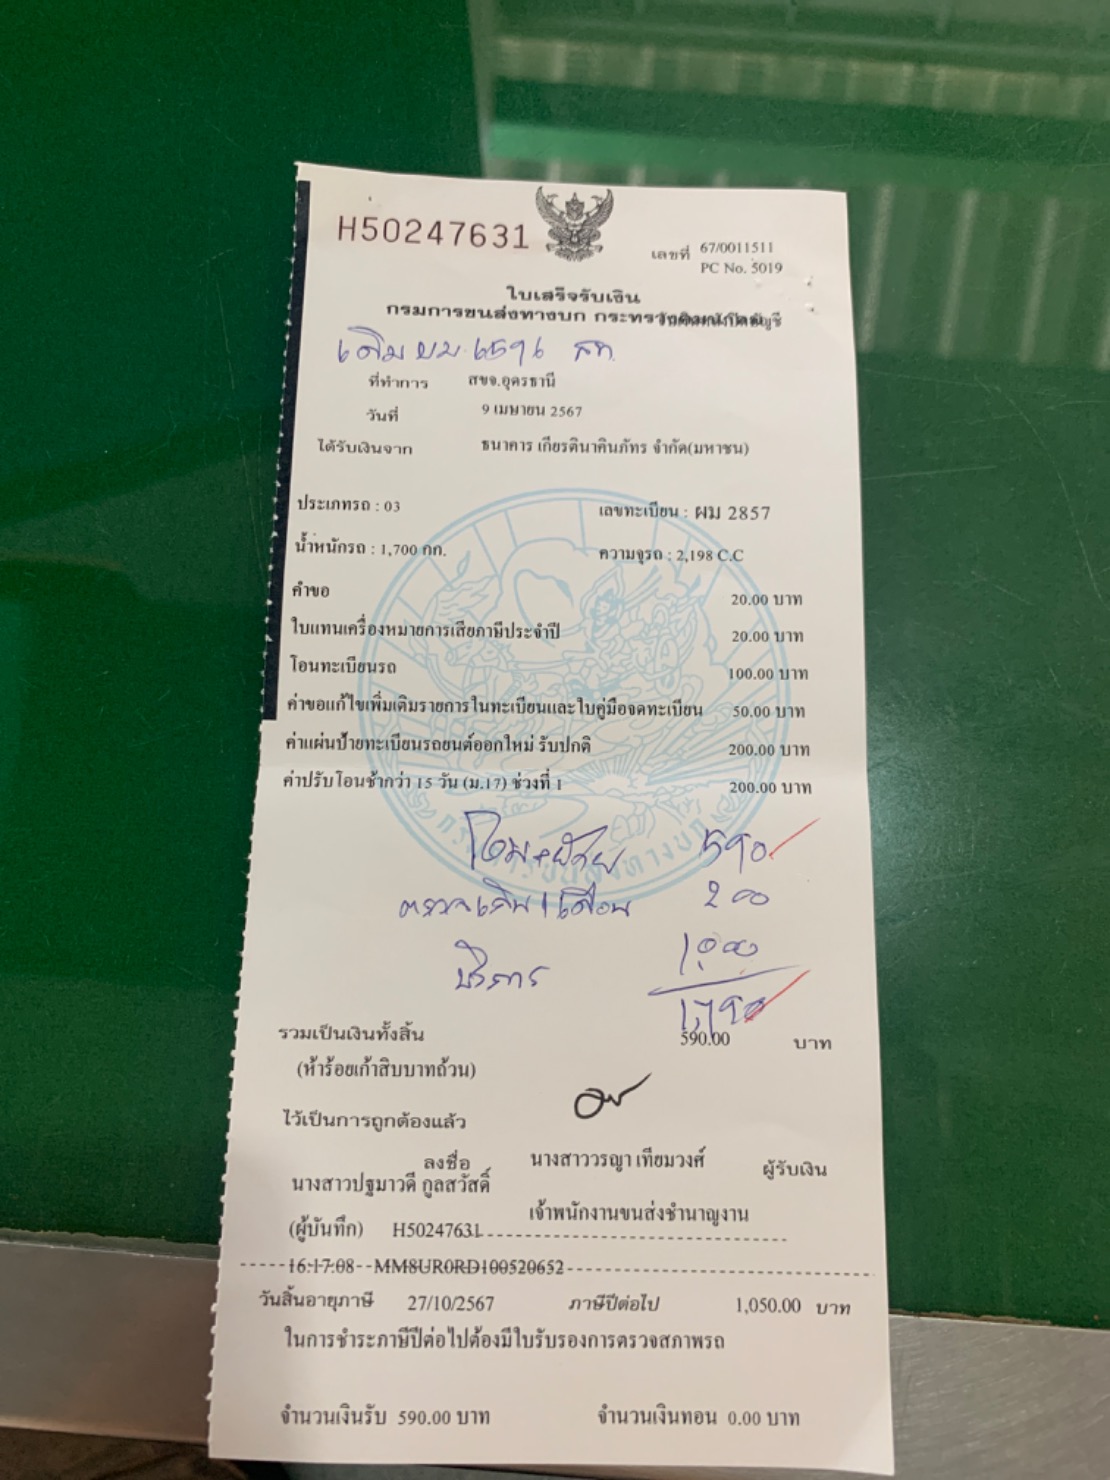 H50247631
เลขที่ 67/0011511
PC No. 5019
ใบเสร็จรับเงิน
กรมการขนส่งทางบก กระทรวงคมนาคม
เดิม
ที่ทำการ สขจ.อุดรธานี
วันที่ 9 เมษายน 2567
ได้รับเงินจาก ธนาคาร เกียรตินาคินภัทร จำกัด(มหาชน)
ประเภทรถ : 03 เลขทะเบียน : ผม 2857
น้ำหนักรถ : 1,700 กก. ความจุรถ : 2,198 C.C
คำขอ 20.00 บาท
ใบแทนเครื่องหมายการเสียภาษีประจำปี 20.00 บาท
โอนทะเบียนรถ 100.00 บาท
ค่าขอแก้ไขเพิ่มเติมรายการในทะเบียนและใบคู่มือจดทะเบียน 50.00 บาท
ค่าแผ่นป้ายทะเบียนรถยนต์ออกใหม่ รับปกติ 200.00 บาท
ค่าปรับโอนช้ากว่า 15 วัน (ม.17) ช่วงที่ 1 200.00 บาท
590
200
บริการ 1,000
1,790
รวมเป็นเงินทั้งสิ้น 590.00 บาท
(ห้าร้อยเก้าสิบบาทถ้วน)
ไว้เป็นการถูกต้องแล้ว
ลงชื่อ นางสาววรญา เทียมวงศ์ ผู้รับเงิน
นางสาวปฐมาวดี กูลสวัสดิ์
เจ้าพนักงานขนส่งชำนาญงาน
(ผู้บันทึก) H50247631
16:17:08 MM8UR0RD100520652
วันสิ้นอายุภาษี 27/10/2567 ภาษีปีต่อไป 1,050.00 บาท
ในการชำระภาษีปีต่อไปต้องมีใบรับรองการตรวจสภาพรถ
จำนวนเงินรับ 590.00 บาท จำนวนเงินทอน 0.00 บาท